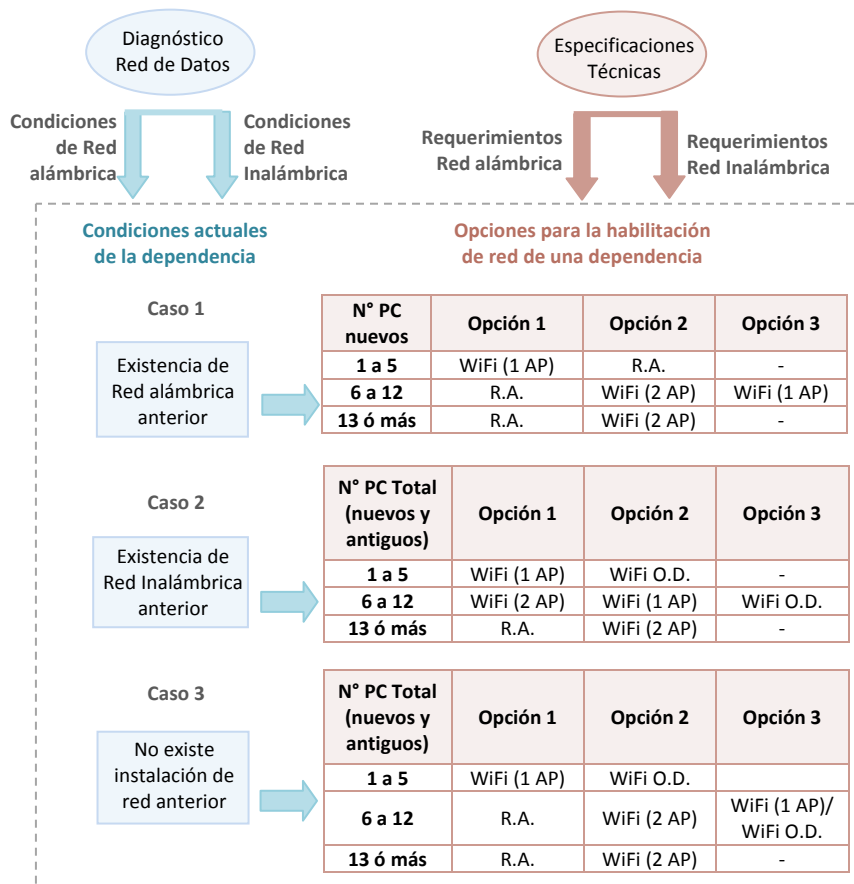 Diagnóstico
Red de Datos
Especificaciones
Técnicas
Condiciones
de Red
alámbrica
Condiciones
de Red
Inalámbrica
Requerimientos
Red alámbrica
Requerimientos
Red Inalámbrica
Condiciones actuales
de la dependencia
Opciones para la habilitación
de red de una dependencia
Caso 1
Existencia de
Red alámbrica
anterior
N° PC
nuevos
Opción 1
Opción 2
Opción 3
1 a 5
WiFi (1 AP)
R.A.
-
6 a 12
R.A.
WiFi (2 AP)
WiFi (1 AP)
13 ó más
R.A.
WiFi (2 AP)
-
Caso 2
Existencia de
Red Inalámbrica
anterior
N° PC Total
(nuevos y
antiguos)
Opción 1
Opción 2
Opción 3
1 a 5
WiFi (1 AP)
WiFi O.D.
-
6 a 12
WiFi (2 AP)
WiFi (1 AP)
WiFi O.D.
13 ó más
R.A.
WiFi (2 AP)
-
Caso 3
No existe
instalación de
red anterior
N° PC Total
(nuevos y
antiguos)
Opción 1
Opción 2
Opción 3
1 a 5
WiFi (1 AP)
WiFi O.D.
6 a 12
R.A.
WiFi (2 AP)
WiFi (1 AP)/
WiFi O.D.
13 ó más
R.A.
WiFi (2 AP)
-